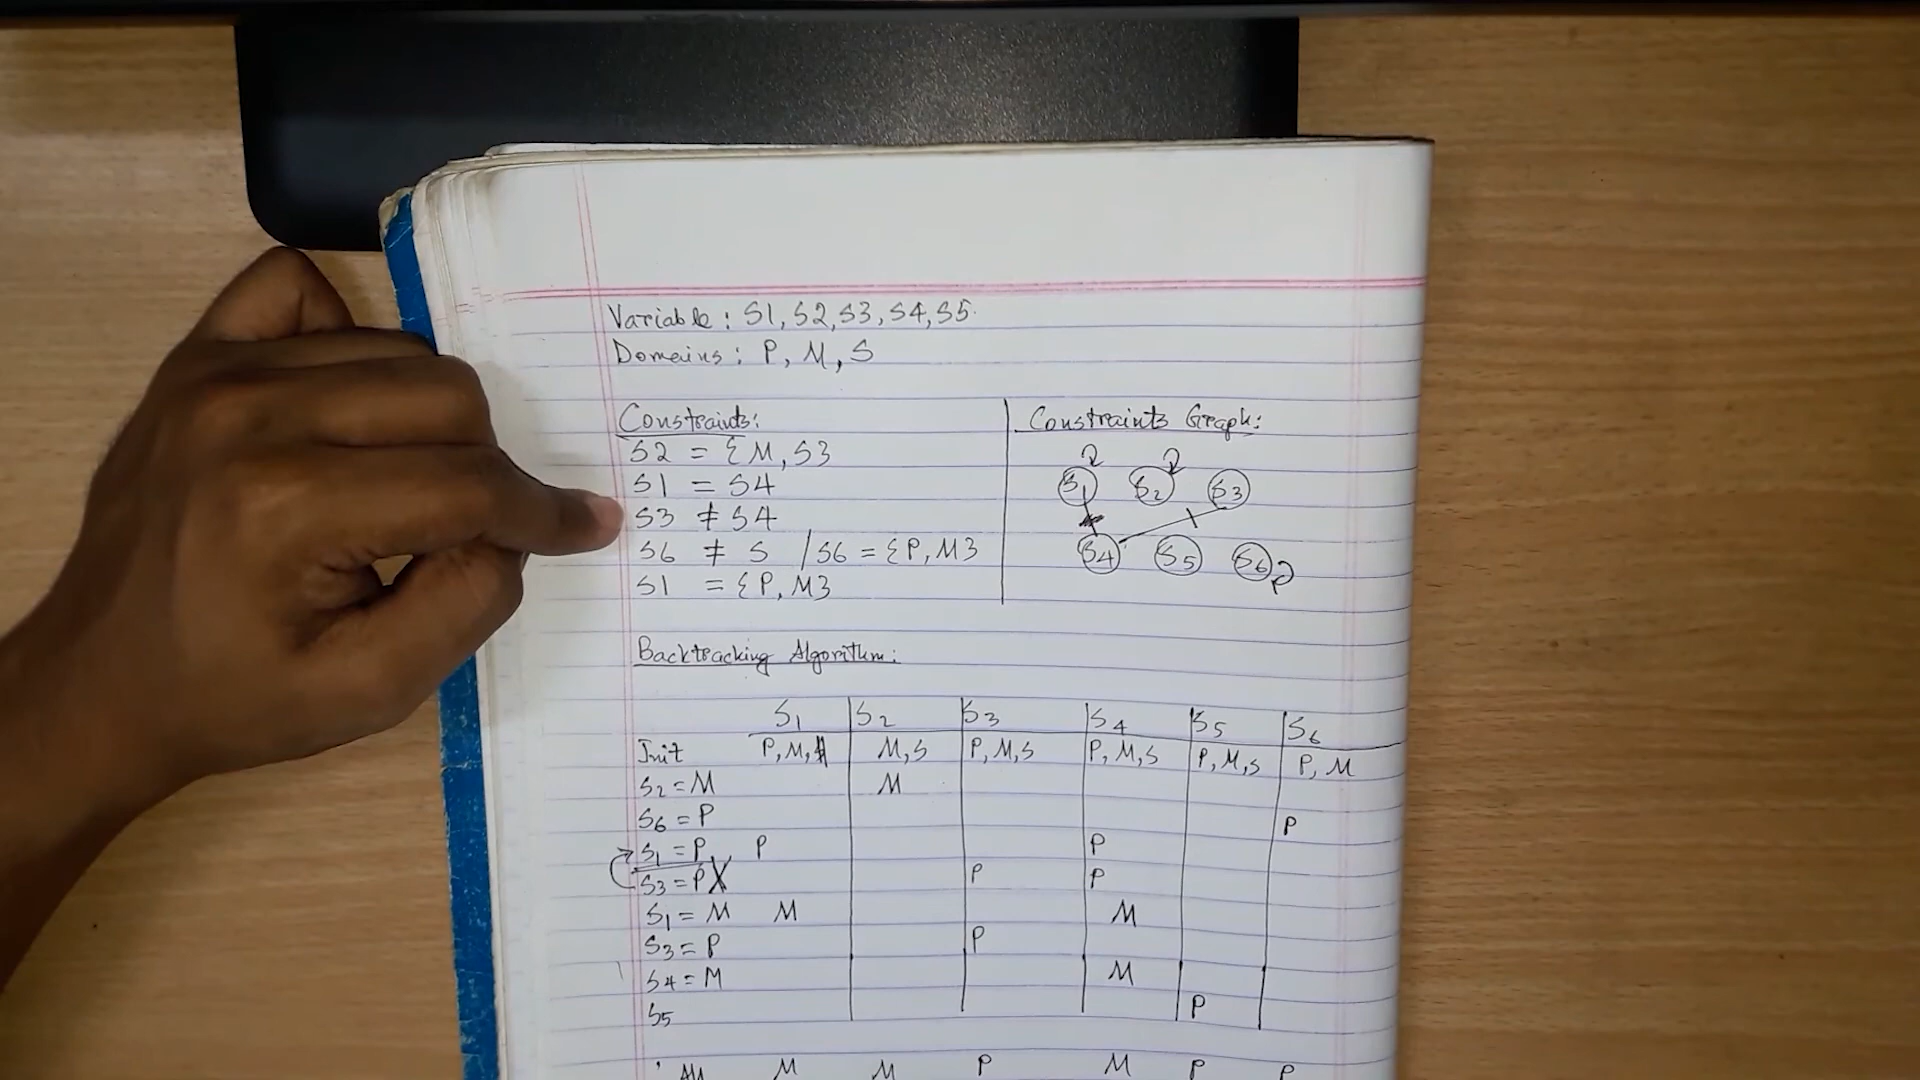 Variable : S1, S2, S3, S4, S5.
Domains : P, M, S
Constraints:
S2 = {M, S}
S1 = S4
S3 ≠ S4
S6 ≠ S / S6 = {P, M}
S1 = {P, M}
Constraints Graph:
S1 S2 S3
S4 S5 S6
Backtracking Algorithm:
S1 S2 S3 S4 S5 S6
Init P, M, M, S P, M, S P, M, S P, M, S P, M
S2 = M M
S6 = P P
S1 = P P P
S3 = P X P P
S1 = M M M
S3 = P P
S4 = M M
S5 P
M M P M P P